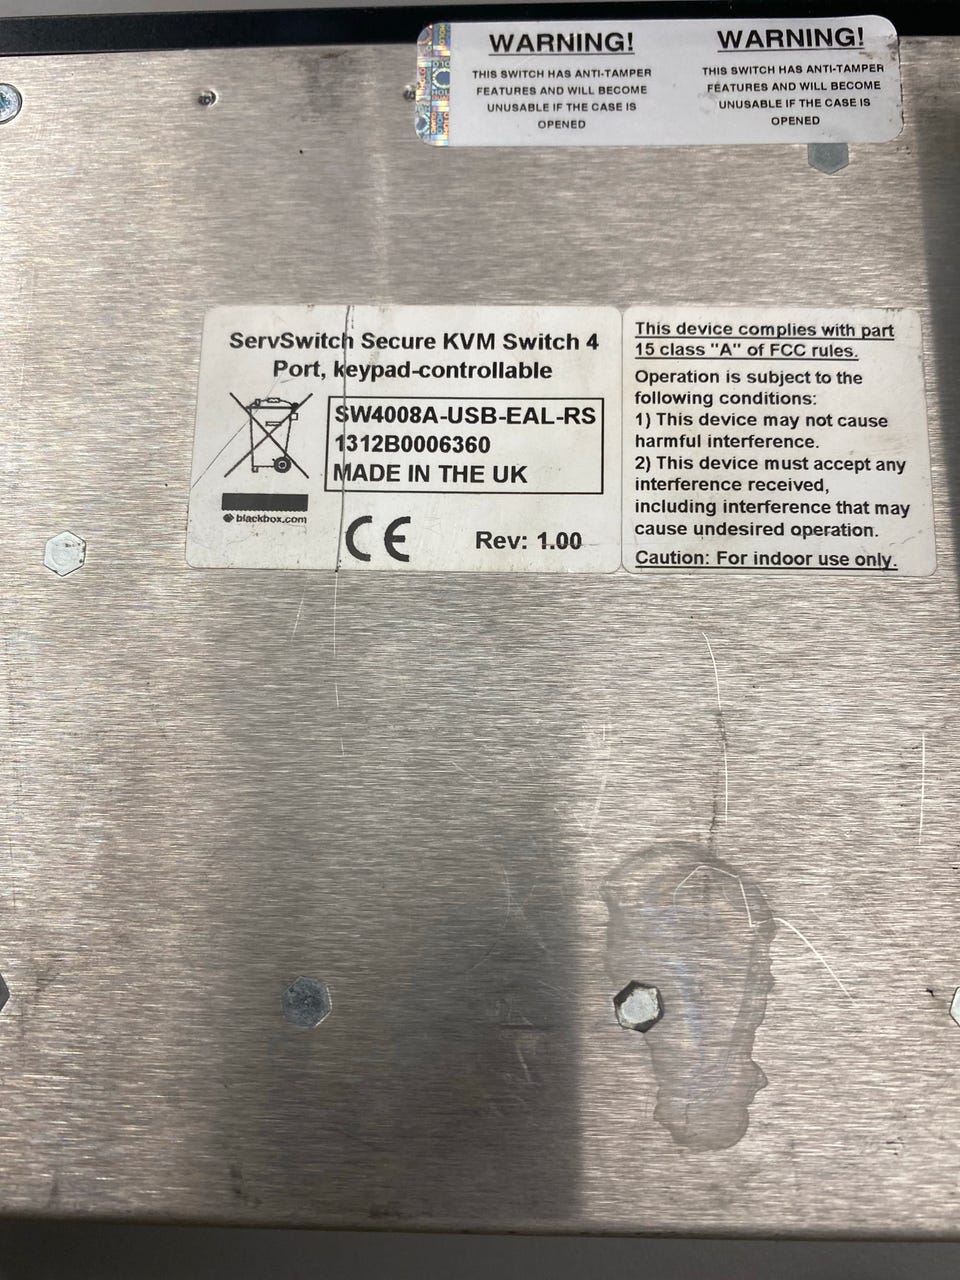 WARNING!
THIS SWITCH HAS ANTI-TAMPER
FEATURES AND WILL BECOME
UNUSABLE IF THE CASE IS
OPENED
WARNING!
THIS SWITCH HAS ANTI-TAMPER
FEATURES AND WILL BECOME
UNUSABLE IF THE CASE IS
OPENED
ServSwitch Secure KVM Switch 4
Port, keypad-controllable
SW4008A-USB-EAL-RS
1312B0006360
MADE IN THE UK
blackbox.com
CE
Rev: 1.00
This device complies with part
15 class "A" of FCC rules.
Operation is subject to the
following conditions:
1) This device may not cause
harmful interference.
2) This device must accept any
interference received,
including interference that may
cause undesired operation.
Caution: For indoor use only.